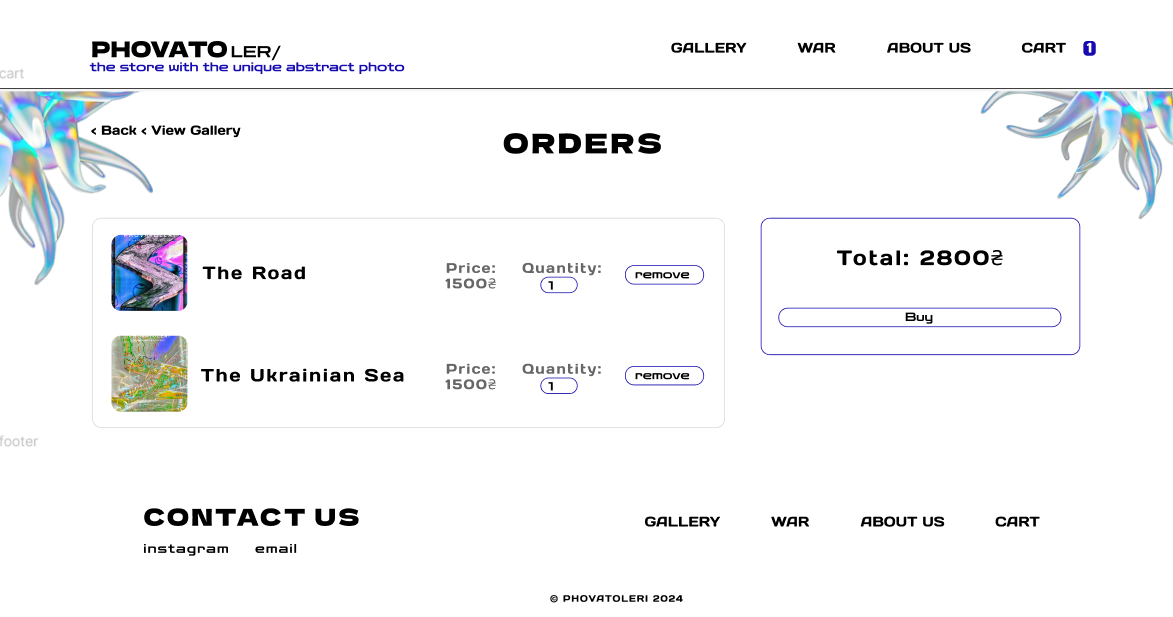 PHOVATO LER/
the store with the unique abstract photo
GALLERY WAR ABOUT US CART 1
cart
< Back < View Gallery
ORDERS
The Road
Price:
1500₴
Quantity:
1
remove
The Ukrainian Sea
Price:
1500₴
Quantity:
1
remove
Total: 2800₴
Buy
footer
CONTACT US
instagram email
GALLERY WAR ABOUT US CART
© PHOVATOLERI 2024